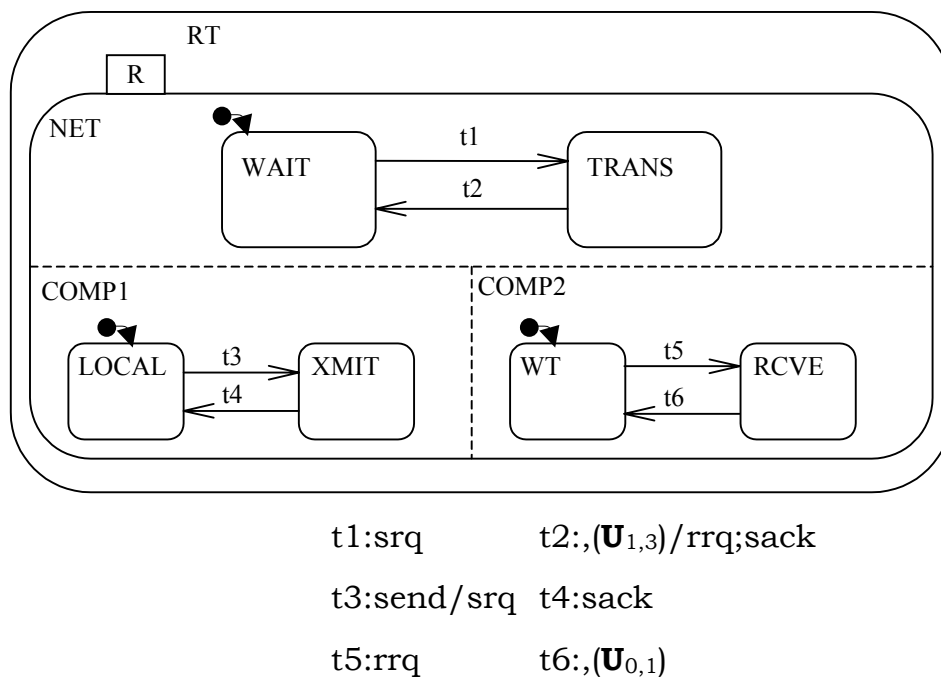 RT
R
NET
WAIT
t1
TRANS
t2
COMP1
COMP2
LOCAL
t3
XMIT
t4
WT
t5
RCVE
t6
t1:srq t2:,(U1,3)/rrq;sack
t3:send/srq t4:sack
t5:rrq t6:,(U0,1)